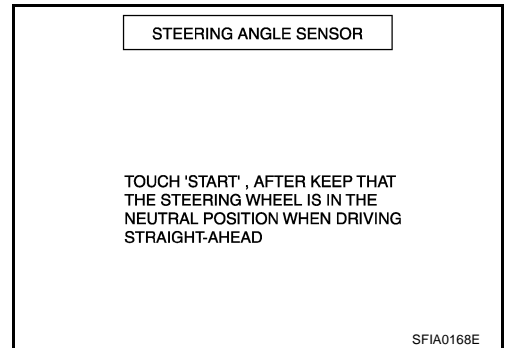 STEERING ANGLE SENSOR
TOUCH 'START' , AFTER KEEP THAT
THE STEERING WHEEL IS IN THE
NEUTRAL POSITION WHEN DRIVING
STRAIGHT-AHEAD
SFIA0168E